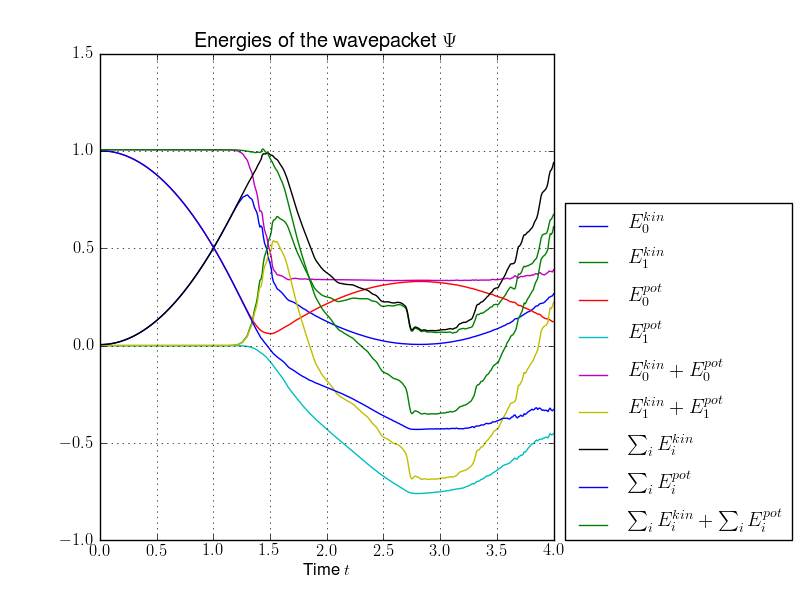 Energies of the wavepacket Ψ
1.5
1.0
0.5
0.0
−0.5
−1.0
0.0 0.5 1.0 1.5 2.0 2.5 3.0 3.5 4.0
Time t
E_0^{kin}
E_1^{kin}
E_0^{pot}
E_1^{pot}
E_0^{kin} + E_0^{pot}
E_1^{kin} + E_1^{pot}
∑_i E_i^{kin}
∑_i E_i^{pot}
∑_i E_i^{kin} + ∑_i E_i^{pot}